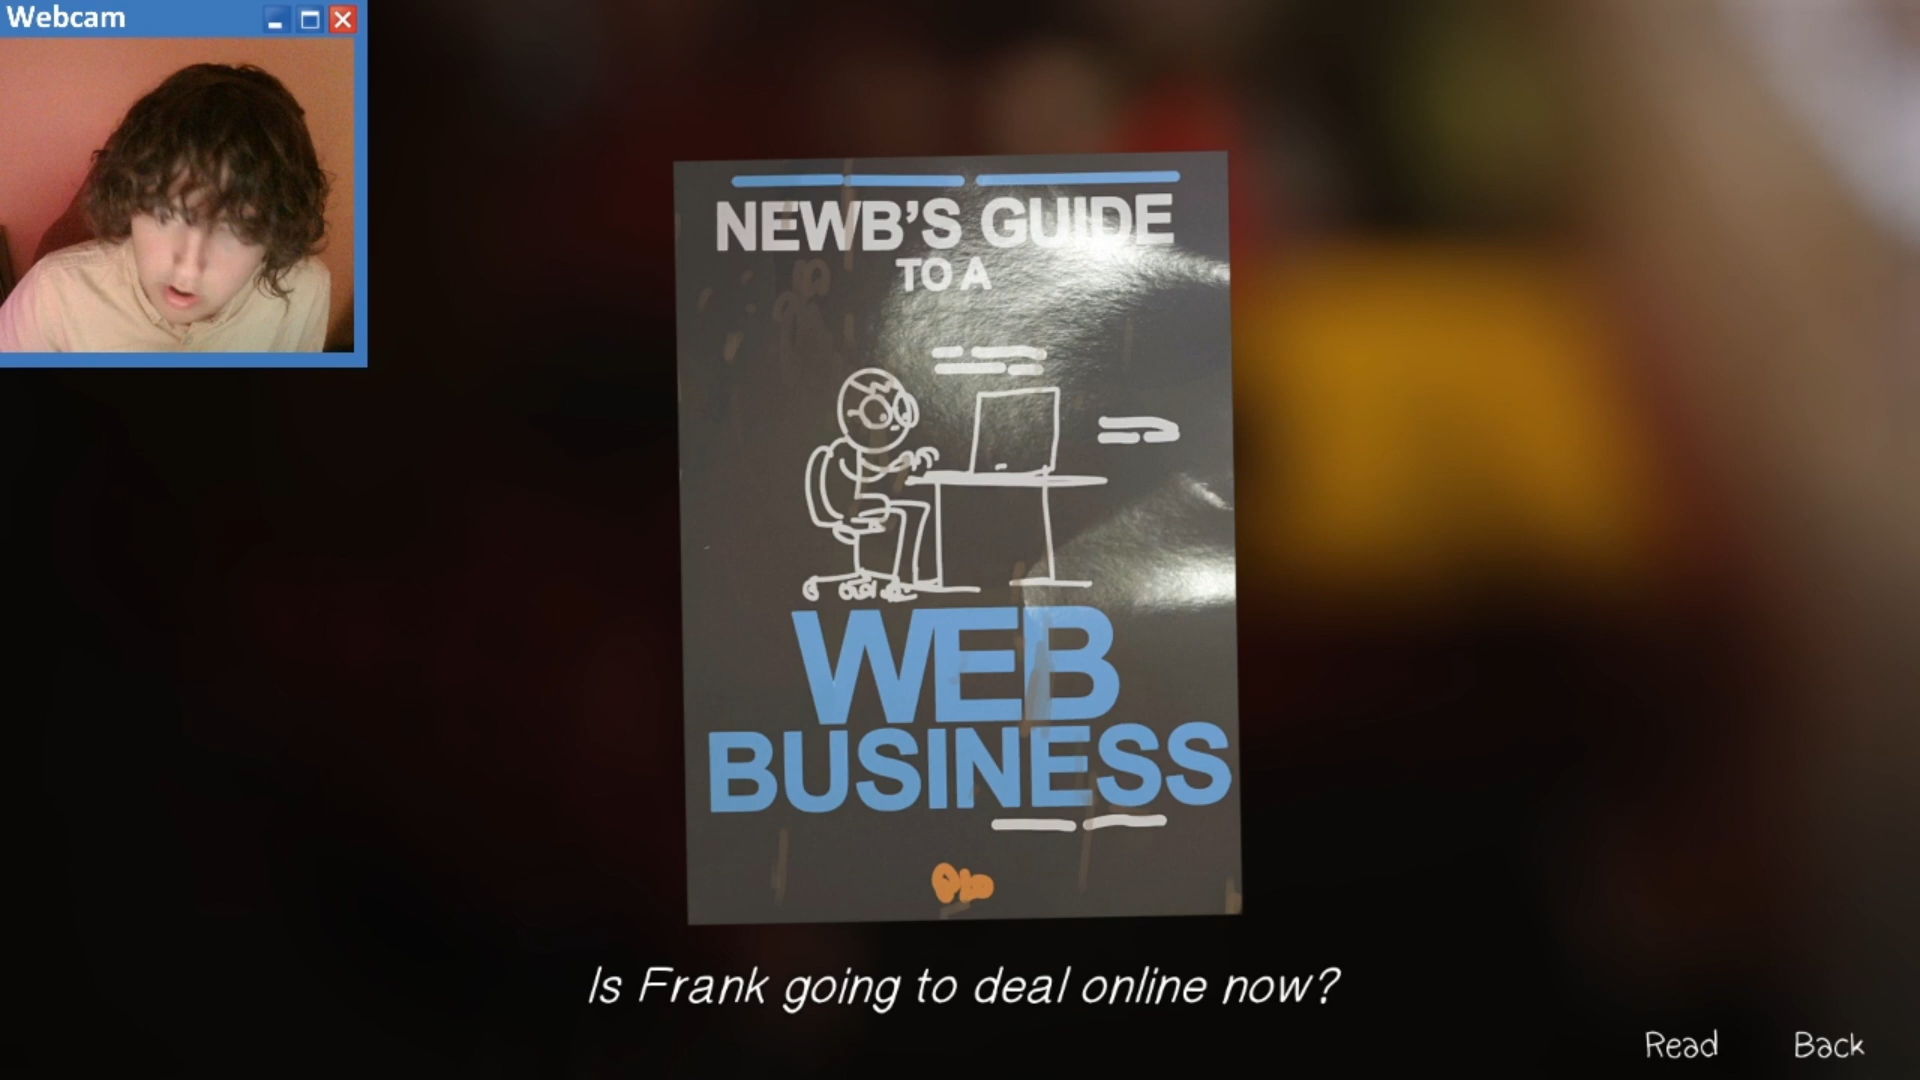 Webcam
NEWB'S GUIDE
TO A
WEB
BUSINESS
Is Frank going to deal online now?
Read
Back